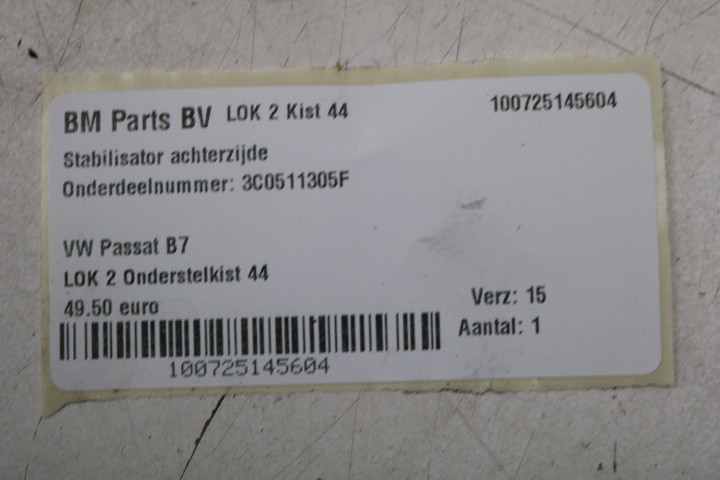 BM Parts BV LOK 2 Kist 44 100725145604
Stabilisator achterzijde
Onderdeelnummer: 3C0511305F
VW Passat B7
LOK 2 Onderstelkist 44
49.50 euro Verz: 15
Aantal: 1
100725145604